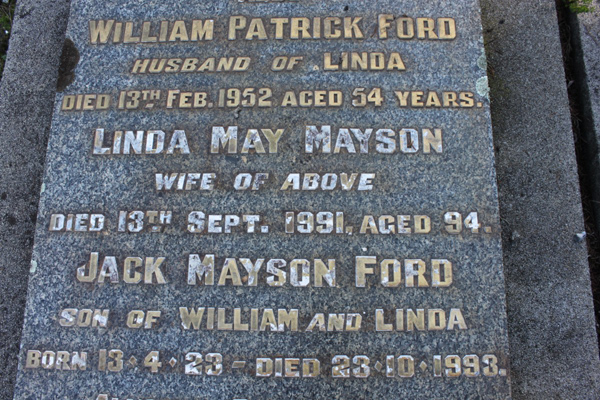 WILLIAM PATRICK FORD
HUSBAND OF LINDA
DIED 13TH FEB. 1952 AGED 54 YEARS.
LINDA MAY MAYSON
WIFE OF ABOVE
DIED 13TH SEPT. 1991, AGED 94.
JACK MAYSON FORD
SON OF WILLIAM AND LINDA
BORN 13·4·23 - DIED 23·10·1993.